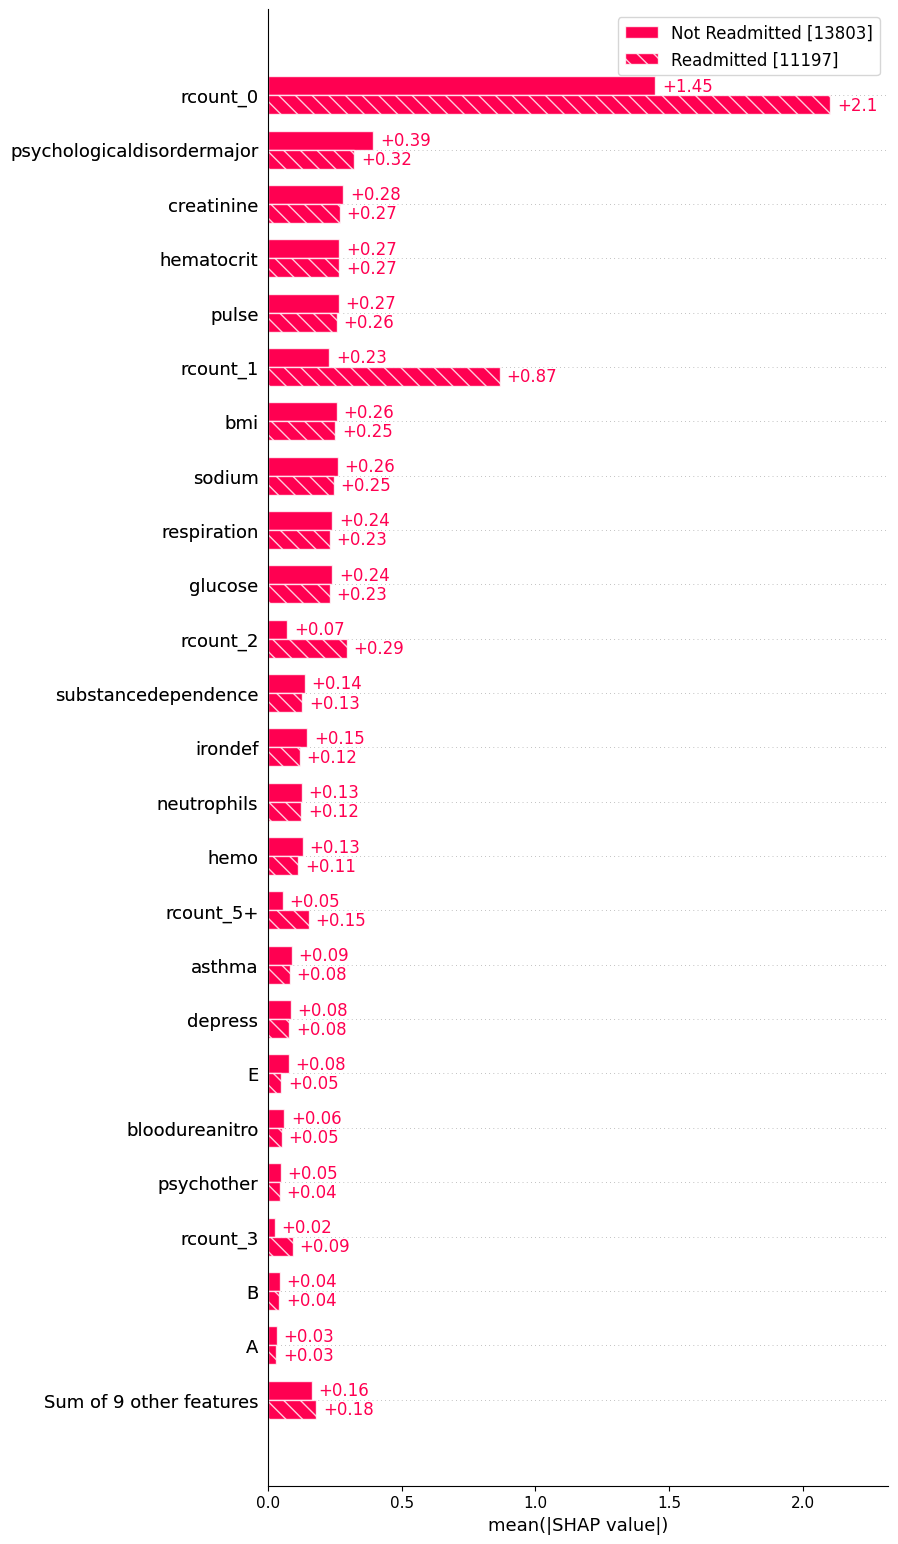 Not Readmitted [13803]
Readmitted [11197]
rcount_0
+1.45
+2.1
psychologicaldisordermajor
+0.39
+0.32
creatinine
+0.28
+0.27
hematocrit
+0.27
+0.27
pulse
+0.27
+0.26
rcount_1
+0.23
+0.87
bmi
+0.26
+0.25
sodium
+0.26
+0.25
respiration
+0.24
+0.23
glucose
+0.24
+0.23
rcount_2
+0.07
+0.29
substancedependence
+0.14
+0.13
irondef
+0.15
+0.12
neutrophils
+0.13
+0.12
hemo
+0.13
+0.11
rcount_5+
+0.05
+0.15
asthma
+0.09
+0.08
depress
+0.08
+0.08
E
+0.08
+0.05
bloodureanitro
+0.06
+0.05
psychother
+0.05
+0.04
rcount_3
+0.02
+0.09
B
+0.04
+0.04
A
+0.03
+0.03
Sum of 9 other features
+0.16
+0.18
0.0 0.5 1.0 1.5 2.0
mean(|SHAP value|)